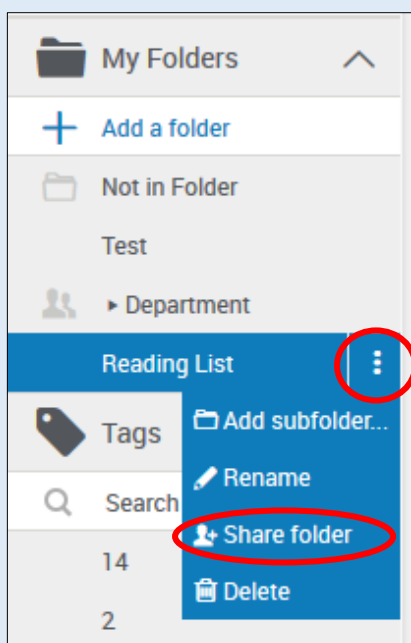 My Folders
Add a folder
Not in Folder
Test
▸ Department
Reading List
Tags
Add subfolder...
Rename
Search
Share folder
14
Delete
2